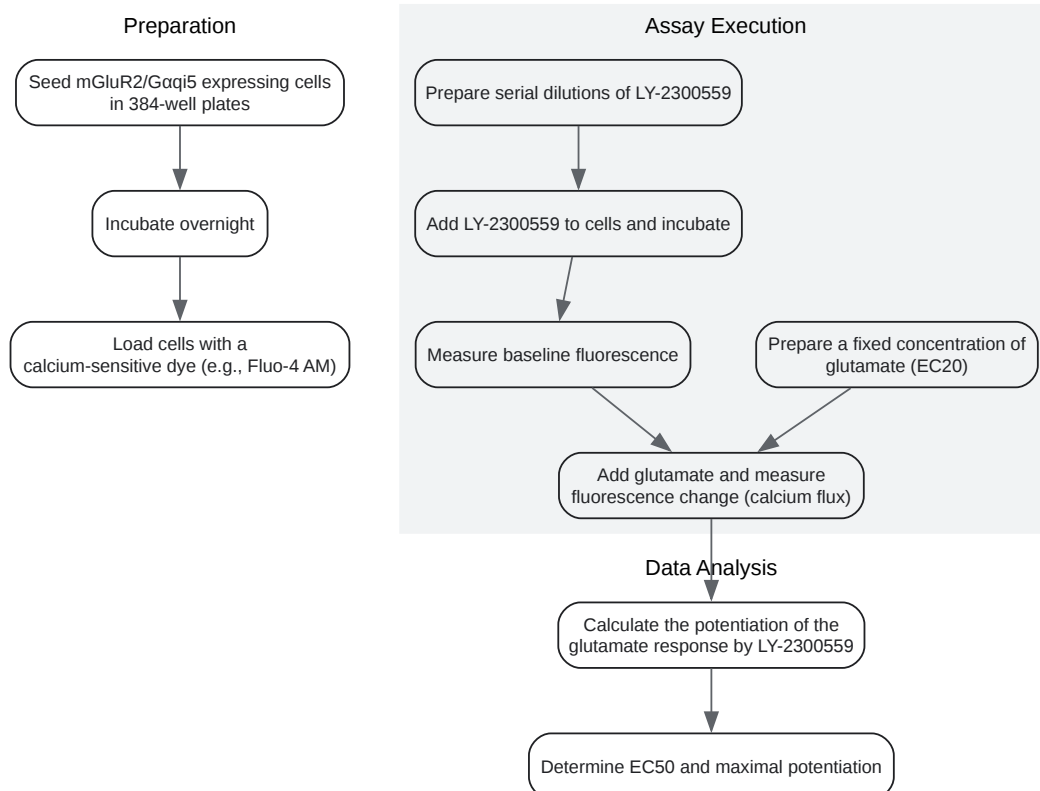 Preparation
Seed mGluR2/Gαqi5 expressing cells
in 384-well plates
Incubate overnight
Load cells with a
calcium-sensitive dye (e.g., Fluo-4 AM)
Assay Execution
Prepare serial dilutions of LY-2300559
Add LY-2300559 to cells and incubate
Measure baseline fluorescence
Prepare a fixed concentration of
glutamate (EC20)
Add glutamate and measure
fluorescence change (calcium flux)
Data Analysis
Calculate the potentiation of the
glutamate response by LY-2300559
Determine EC50 and maximal potentiation